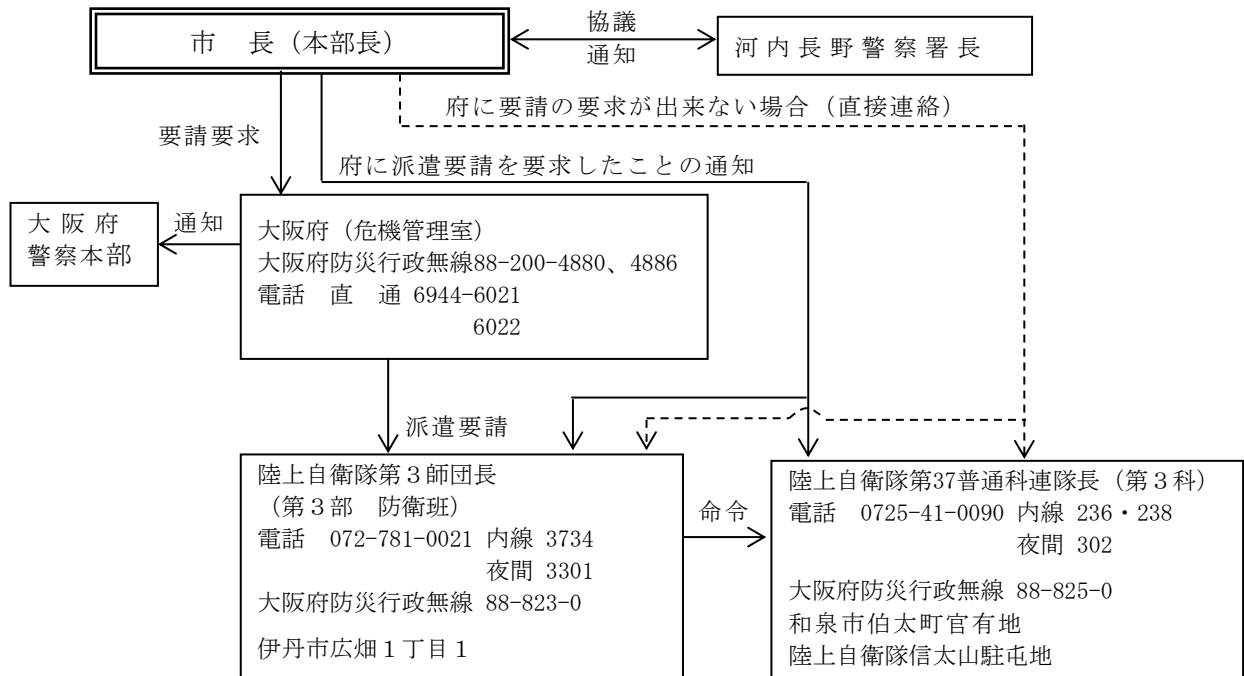 市　長（本部長）
協議
通知
河内長野警察署長
府に要請の要求が出来ない場合（直接連絡）
要請要求
府に派遣要請を要求したことの通知
大阪府
警察本部
通知
大阪府（危機管理室）
大阪府防災行政無線88-200-4880、4886
電話　直　通 6944-6021
6022
派遣要請
陸上自衛隊第３師団長
（第３部　防衛班）
電話　072-781-0021 内線 3734
夜間 3301
大阪府防災行政無線 88-823-0
伊丹市広畑１丁目１
命令
陸上自衛隊第37普通科連隊長（第３科）
電話　0725-41-0090 内線 236・238
夜間 302
大阪府防災行政無線 88-825-0
和泉市伯太町官有地
陸上自衛隊信太山駐屯地